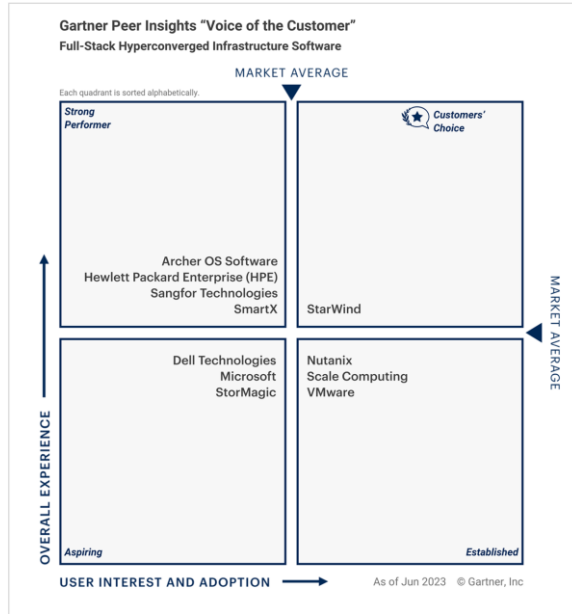 Gartner Peer Insights “Voice of the Customer”
Full-Stack Hyperconverged Infrastructure Software
MARKET AVERAGE
Each quadrant is sorted alphabetically.
Strong
Performer
Customers’
Choice
Archer OS Software
Hewlett Packard Enterprise (HPE)
Sangfor Technologies
SmartX
StarWind
MARKET AVERAGE
Dell Technologies
Microsoft
StorMagic
Nutanix
Scale Computing
VMware
OVERALL EXPERIENCE
Aspiring
Established
USER INTEREST AND ADOPTION
As of Jun 2023 © Gartner, Inc